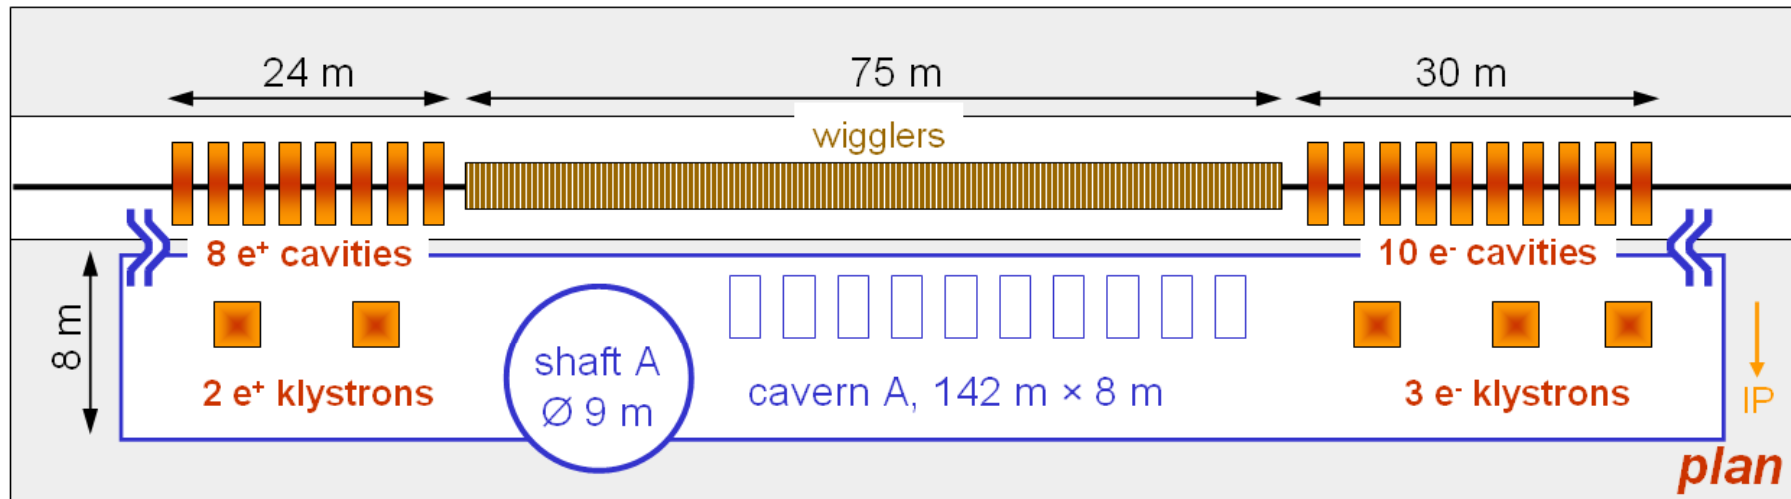 24 m
75 m
30 m
wigglers
8 e⁺ cavities
10 e⁻ cavities
8 m
shaft A
Ø 9 m
2 e⁺ klystrons
cavern A, 142 m × 8 m
3 e⁻ klystrons
IP
plan